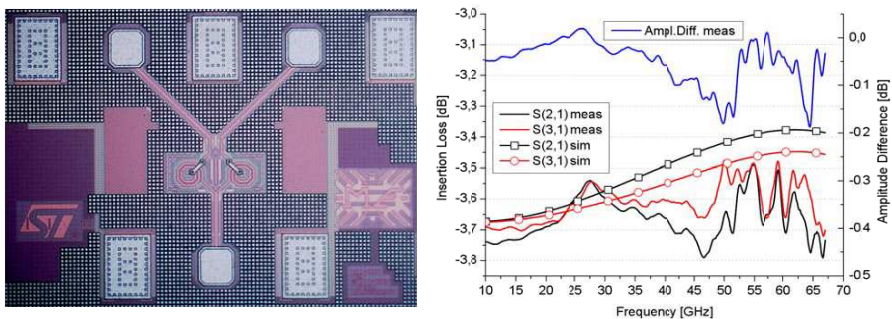 ST
Insertion Loss [dB]
-3,0
-3,1
-3,2
-3,3
-3,4
-3,5
-3,6
-3,7
-3,8
Ampl.Diff. meas
S(2,1) meas
S(3,1) meas
S(2,1) sim
S(3,1) sim
0,0
-0,1
-0,2
-0,3
-0,4
-0,5
Amplitude Difference [dB]
10 15 20 25 30 35 40 45 50 55 60 65 70
Frequency [GHz]